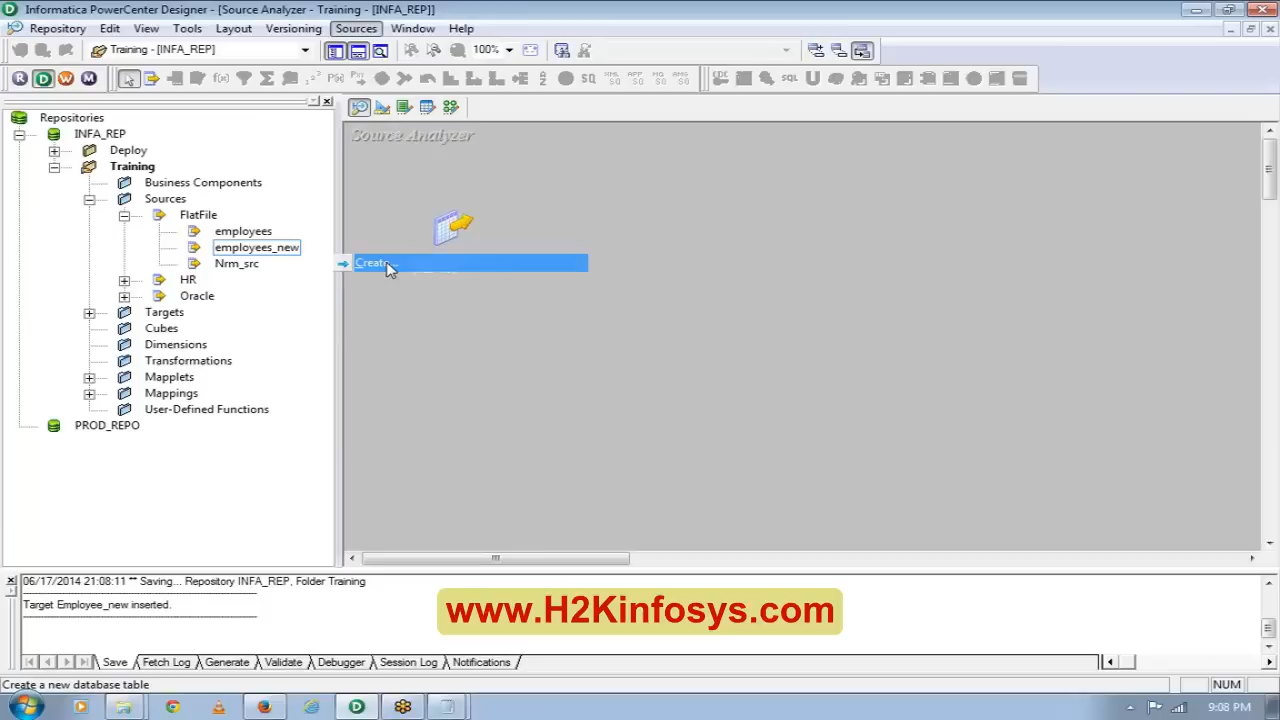 Informatica PowerCenter Designer - [Source Analyzer - Training - [INFA_REP]]
Repository Edit View Tools Layout Versioning Sources Window Help
Training - [INFA_REP] 100%
R D W M
Repositories
INFA_REP
Deploy
Training
Business Components
Sources
FlatFile
employees
employees_new
Nrm_src
HR
Oracle
Targets
Cubes
Dimensions
Transformations
Mapplets
Mappings
User-Defined Functions
PROD_REPO
Source Analyzer
Create...
06/17/2014 21:08:11 ** Saving... Repository INFA_REP, Folder Training
Target Employee_new inserted.
www.H2Kinfosys.com
Save Fetch Log Generate Validate Debugger Session Log Notifications
Create a new database table
NUM
9:08 PM